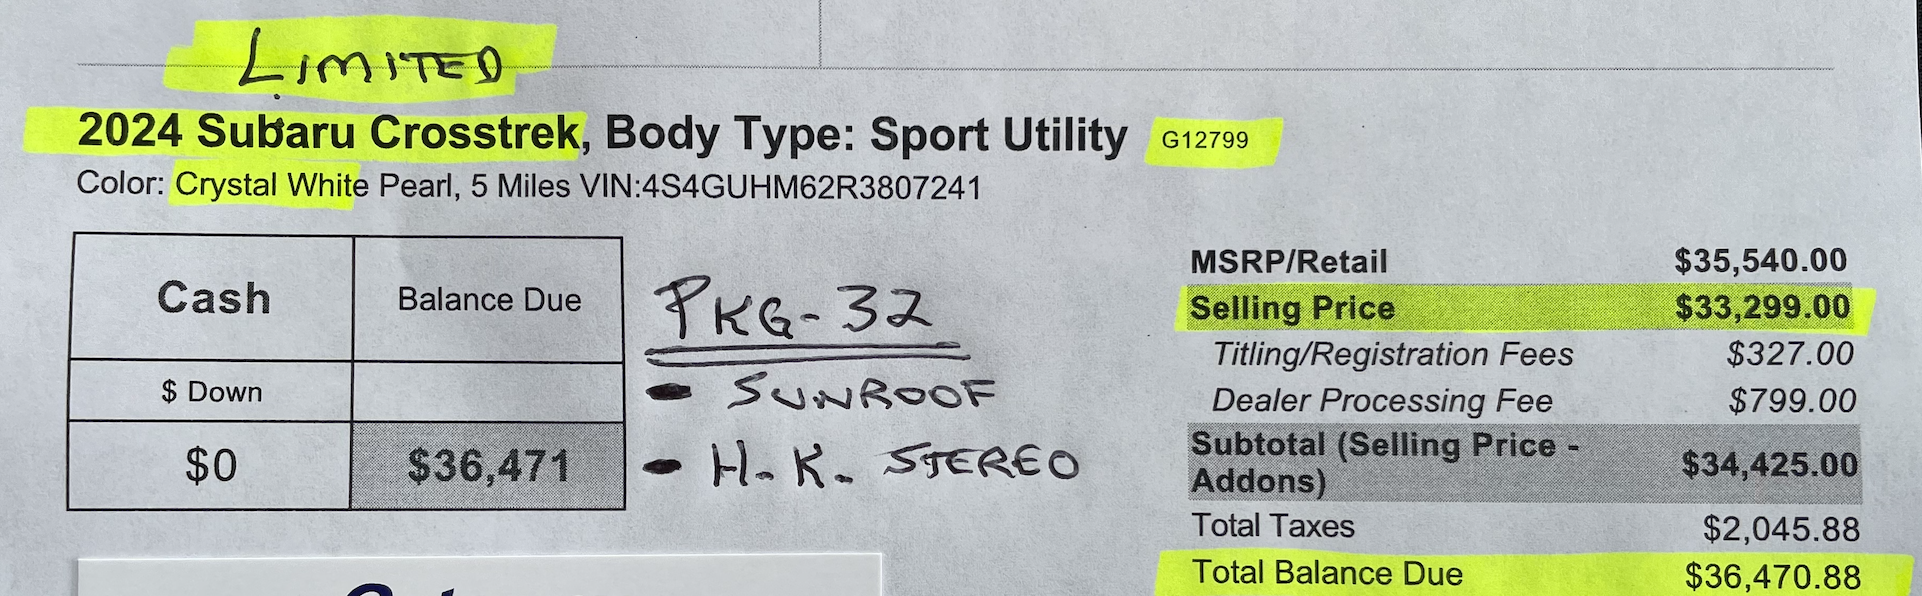 LIMITED
2024 Subaru Crosstrek, Body Type: Sport Utility G12799
Color: Crystal White Pearl, 5 Miles VIN:4S4GUHM62R3807241
Cash Balance Due
$ Down
$0 $36,471
PKG-32
- SUNROOF
- H.K. STEREO
MSRP/Retail $35,540.00
Selling Price $33,299.00
Titling/Registration Fees $327.00
Dealer Processing Fee $799.00
Subtotal (Selling Price - $34,425.00
Addons)
Total Taxes $2,045.88
Total Balance Due $36,470.88